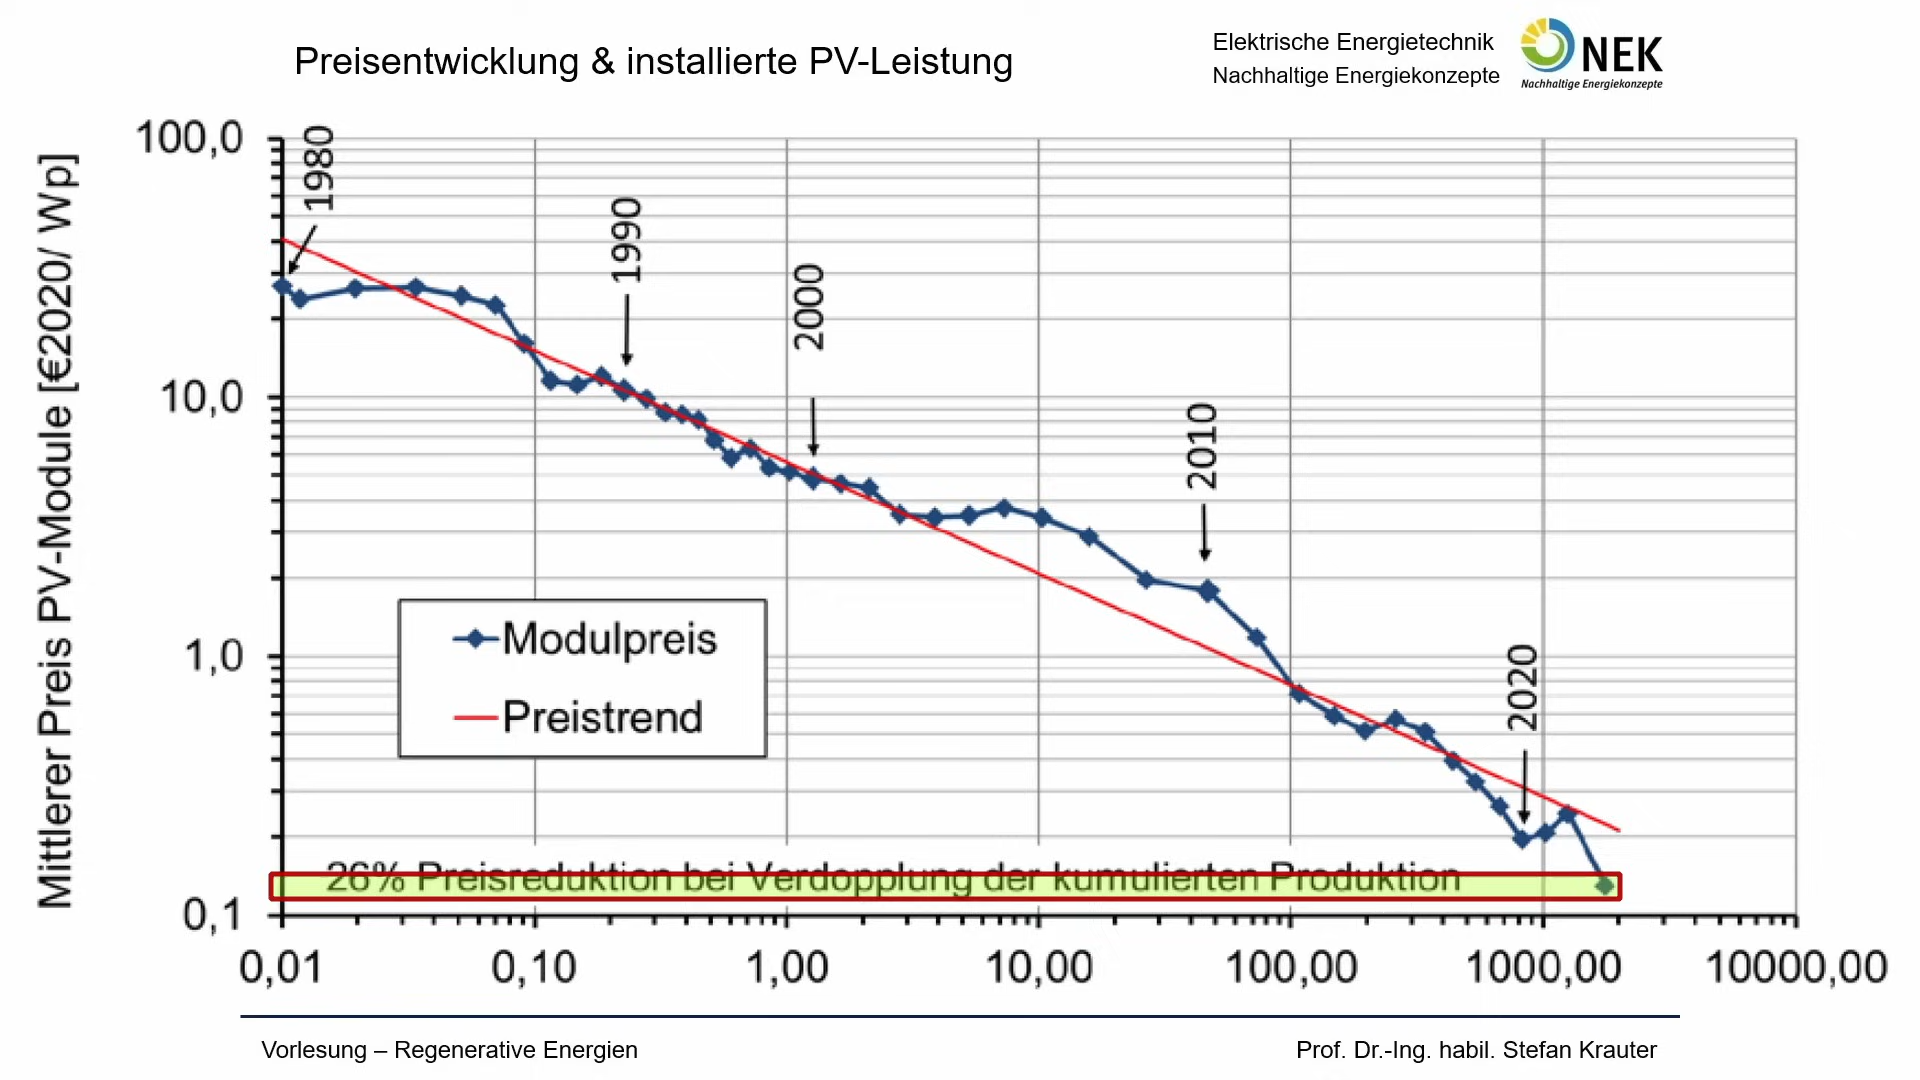 Preisentwicklung & installierte PV-Leistung
Elektrische Energietechnik
Nachhaltige Energiekonzepte
NEK
Nachhaltige Energiekonzepte
Mittlerer Preis PV-Module [€2020/ Wp]
100,0
10,0
1,0
0,1
1980
1990
2000
2010
2020
Modulpreis
Preistrend
26% Preisreduktion bei Verdopplung der kumulierten Produktion
0,01
0,10
1,00
10,00
100,00
1000,00
10000,00
Vorlesung – Regenerative Energien
Prof. Dr.-Ing. habil. Stefan Krauter